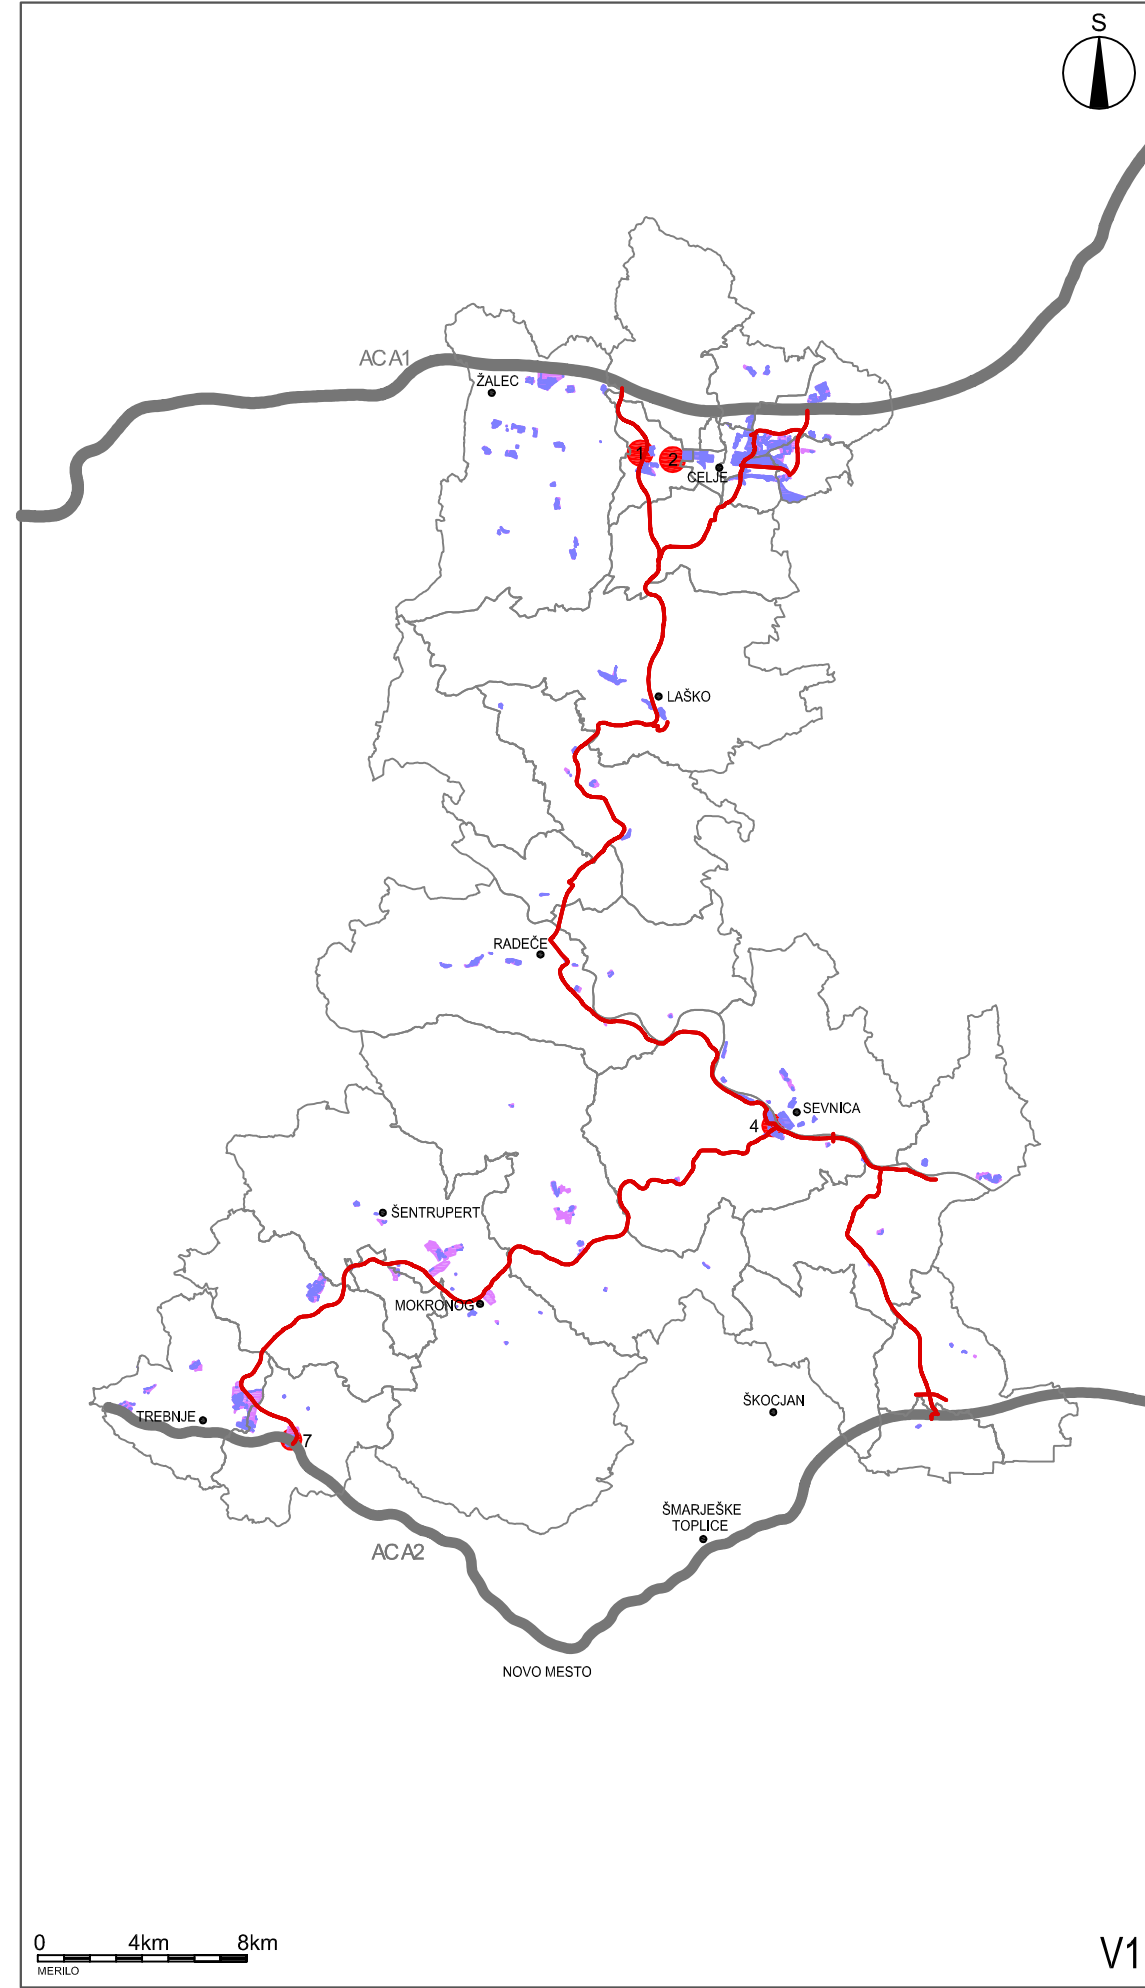 S
ACA1
ŽALEC
1
2
CELJE
LAŠKO
RADEČE
SEVNICA
4
ŠENTRUPERT
MOKRONOG
TREBNJE
7
ŠKOCJAN
ŠMARJEŠKE
TOPLICE
ACA2
NOVO MESTO
0 4km 8km
MERILO
V1